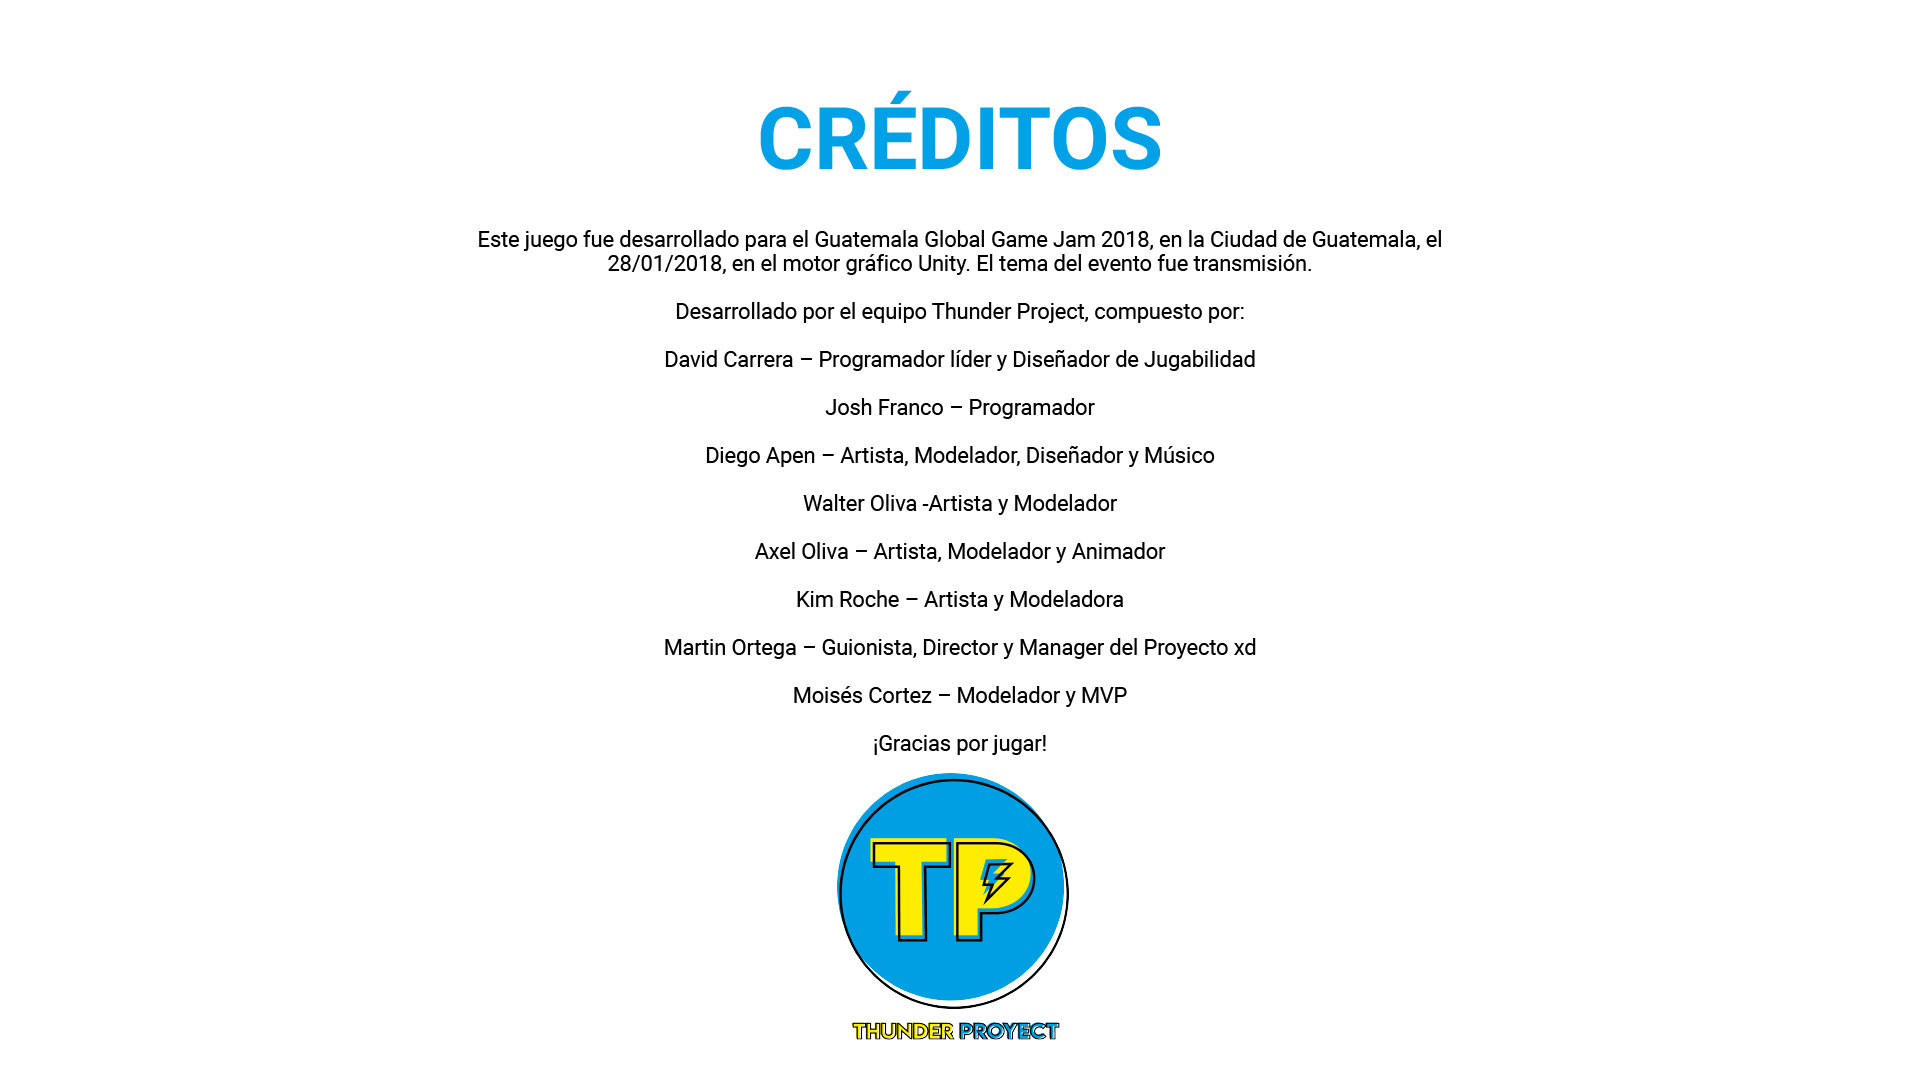 CRÉDITOS
Este juego fue desarrollado para el Guatemala Global Game Jam 2018, en la Ciudad de Guatemala, el
28/01/2018, en el motor gráfico Unity. El tema del evento fue transmisión.
Desarrollado por el equipo Thunder Project, compuesto por:
David Carrera – Programador líder y Diseñador de Jugabilidad
Josh Franco – Programador
Diego Apen – Artista, Modelador, Diseñador y Músico
Walter Oliva -Artista y Modelador
Axel Oliva – Artista, Modelador y Animador
Kim Roche – Artista y Modeladora
Martin Ortega – Guionista, Director y Manager del Proyecto xd
Moisés Cortez – Modelador y MVP
¡Gracias por jugar!
TP
THUNDER PROYECT